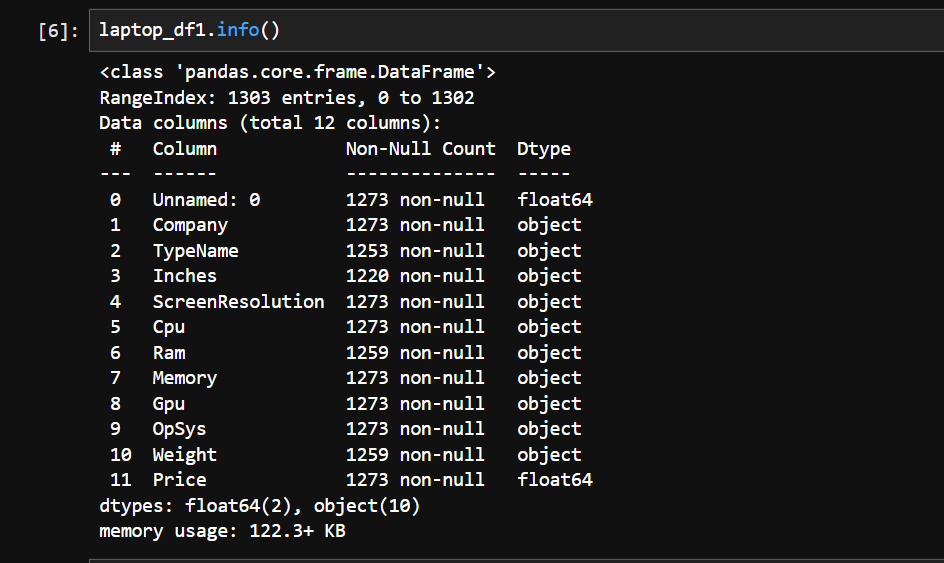 [6]: laptop_df1.info()
<class 'pandas.core.frame.DataFrame'>
RangeIndex: 1303 entries, 0 to 1302
Data columns (total 12 columns):
 #   Column            Non-Null Count  Dtype
---  ------            --------------  -----
 0   Unnamed: 0        1273 non-null   float64
 1   Company           1273 non-null   object
 2   TypeName          1253 non-null   object
 3   Inches            1220 non-null   object
 4   ScreenResolution  1273 non-null   object
 5   Cpu               1273 non-null   object
 6   Ram               1259 non-null   object
 7   Memory            1273 non-null   object
 8   Gpu               1273 non-null   object
 9   OpSys             1273 non-null   object
 10  Weight            1259 non-null   object
 11  Price             1273 non-null   float64
dtypes: float64(2), object(10)
memory usage: 122.3+ KB